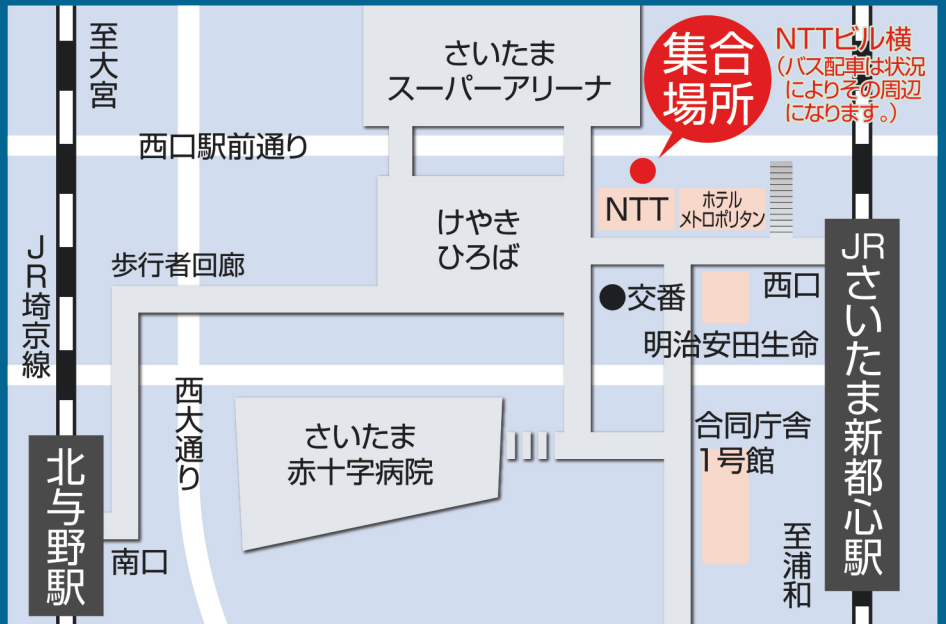 至大宮
さいたま
スーパーアリーナ
集合
場所
NTTビル横
(バス配車は状況
によりその周辺
になります。)
西口駅前通り
NTT
ホテル
メトロポリタン
けやき
ひろば
JR埼京線
歩行者回廊
交番
西口
明治安田生命
JRさいたま新都心駅
西大通り
さいたま
赤十字病院
合同庁舎
1号館
北与野駅
南口
至浦和